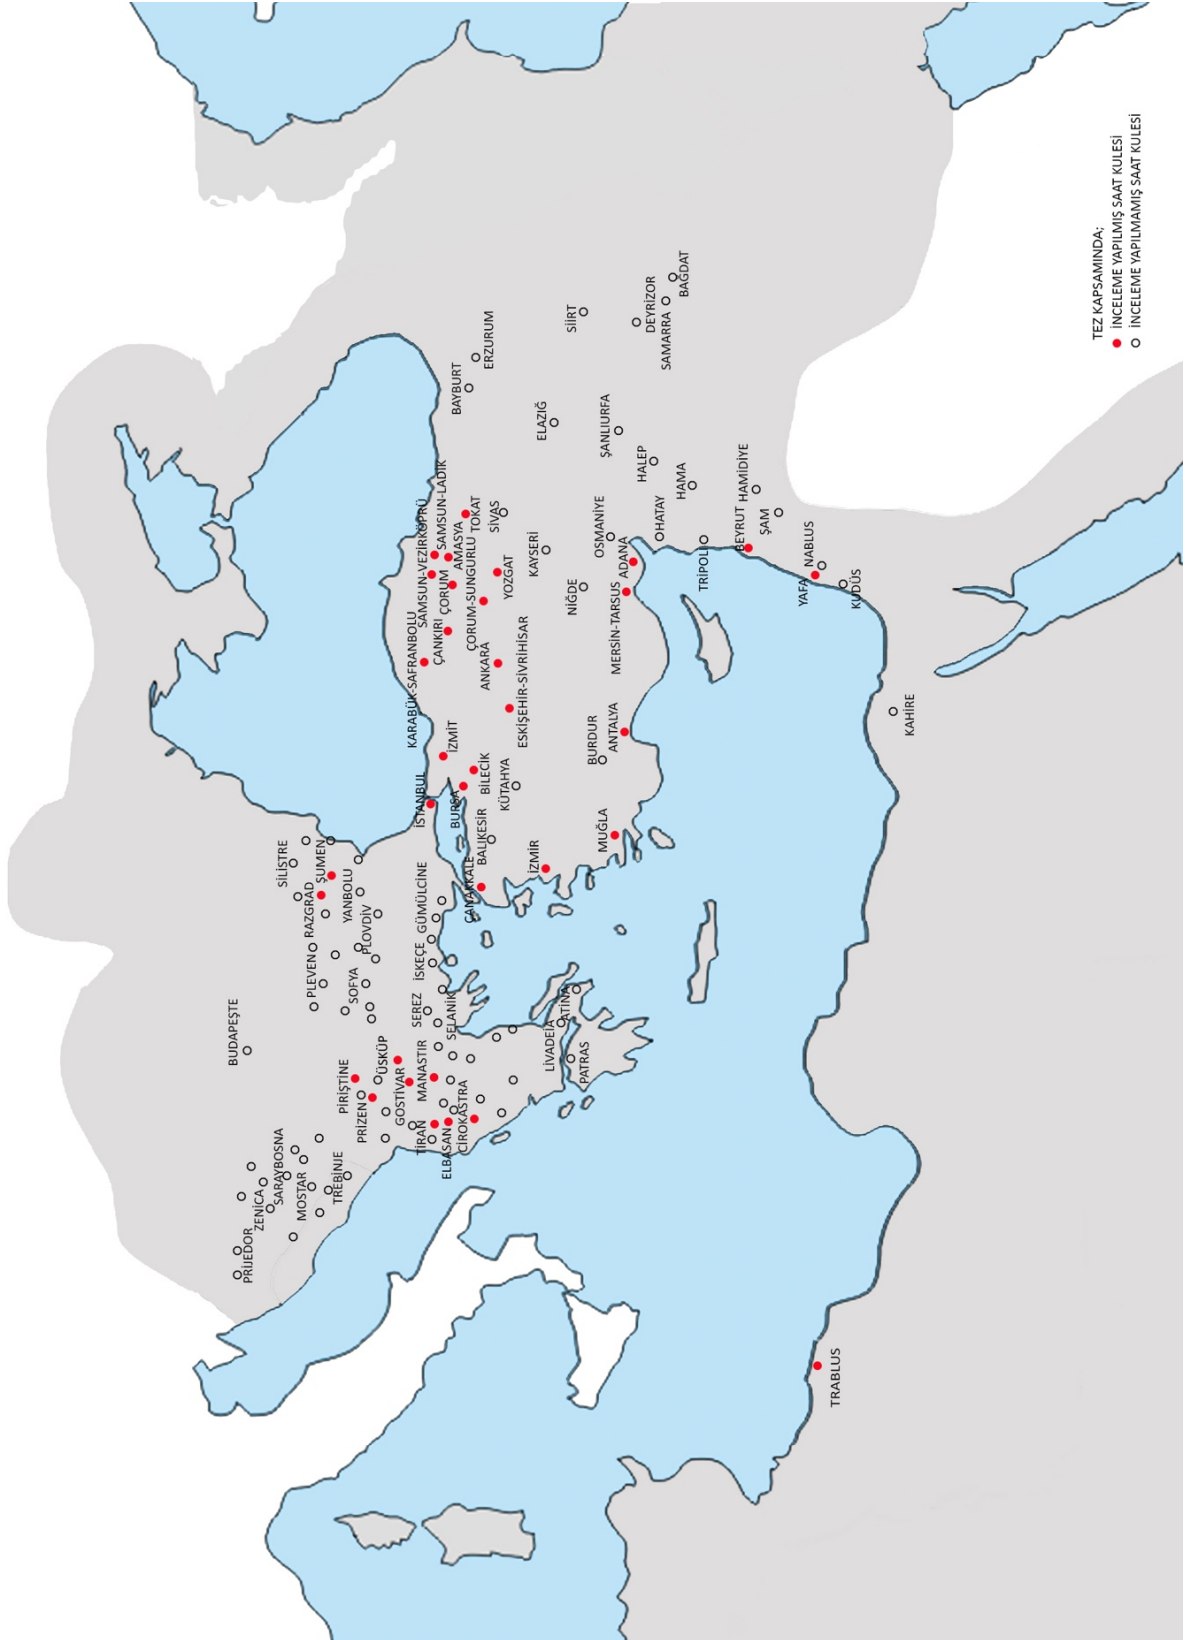 BUDAPEŞTE
PRİJEDOR
ZENİCA
SARAYBOSNA
MOSTAR
TREBİNJE
PİRİŞTİNE
PRİZEN
ÜSKÜP
GOSTİVAR
MANASTIR
TİRAN
ELBASAN
CİROKASTRA
SİLİSTRE
RAZGRAD
ŞUMEN
PLEVEN
YANBOLU
SOFYA
PLOVDİV
SEREZ
İSKEÇE
GÜMÜLCİNE
SELANİK
LİVADEİA
ATİNA
PATRAS
İSTANBUL
İZMİT
BURSA
BİLECİK
ÇANAKKALE
BALIKESİR
KÜTAHYA
İZMİR
MUĞLA
BURDUR
ANTALYA
KARABÜK-SAFRANBOLU
ÇANKIRI
ÇORUM
SAMSUN-VEZİRKÖPRÜ
SAMSUN-LADİK
AMASYA
TOKAT
ÇORUM-SUNGURLU
SİVAS
YOZGAT
ANKARA
ESKİŞEHİR-SİVRİHİSAR
KAYSERİ
NİĞDE
MERSİN-TARSUS
ADANA
OSMANİYE
HATAY
BAYBURT
ERZURUM
ELAZIĞ
SİİRT
ŞANLIURFA
HALEP
HAMA
DEYRİZOR
SAMARRA
BAĞDAT
TRİPOLİ
BEYRUT
HAMİDİYE
ŞAM
YAFA
NABLUS
KUDÜS
KAHİRE
TRABLUS
TEZ KAPSAMINDA;
İNCELEME YAPILMIŞ SAAT KULESİ
İNCELEME YAPILMAMIŞ SAAT KULESİ